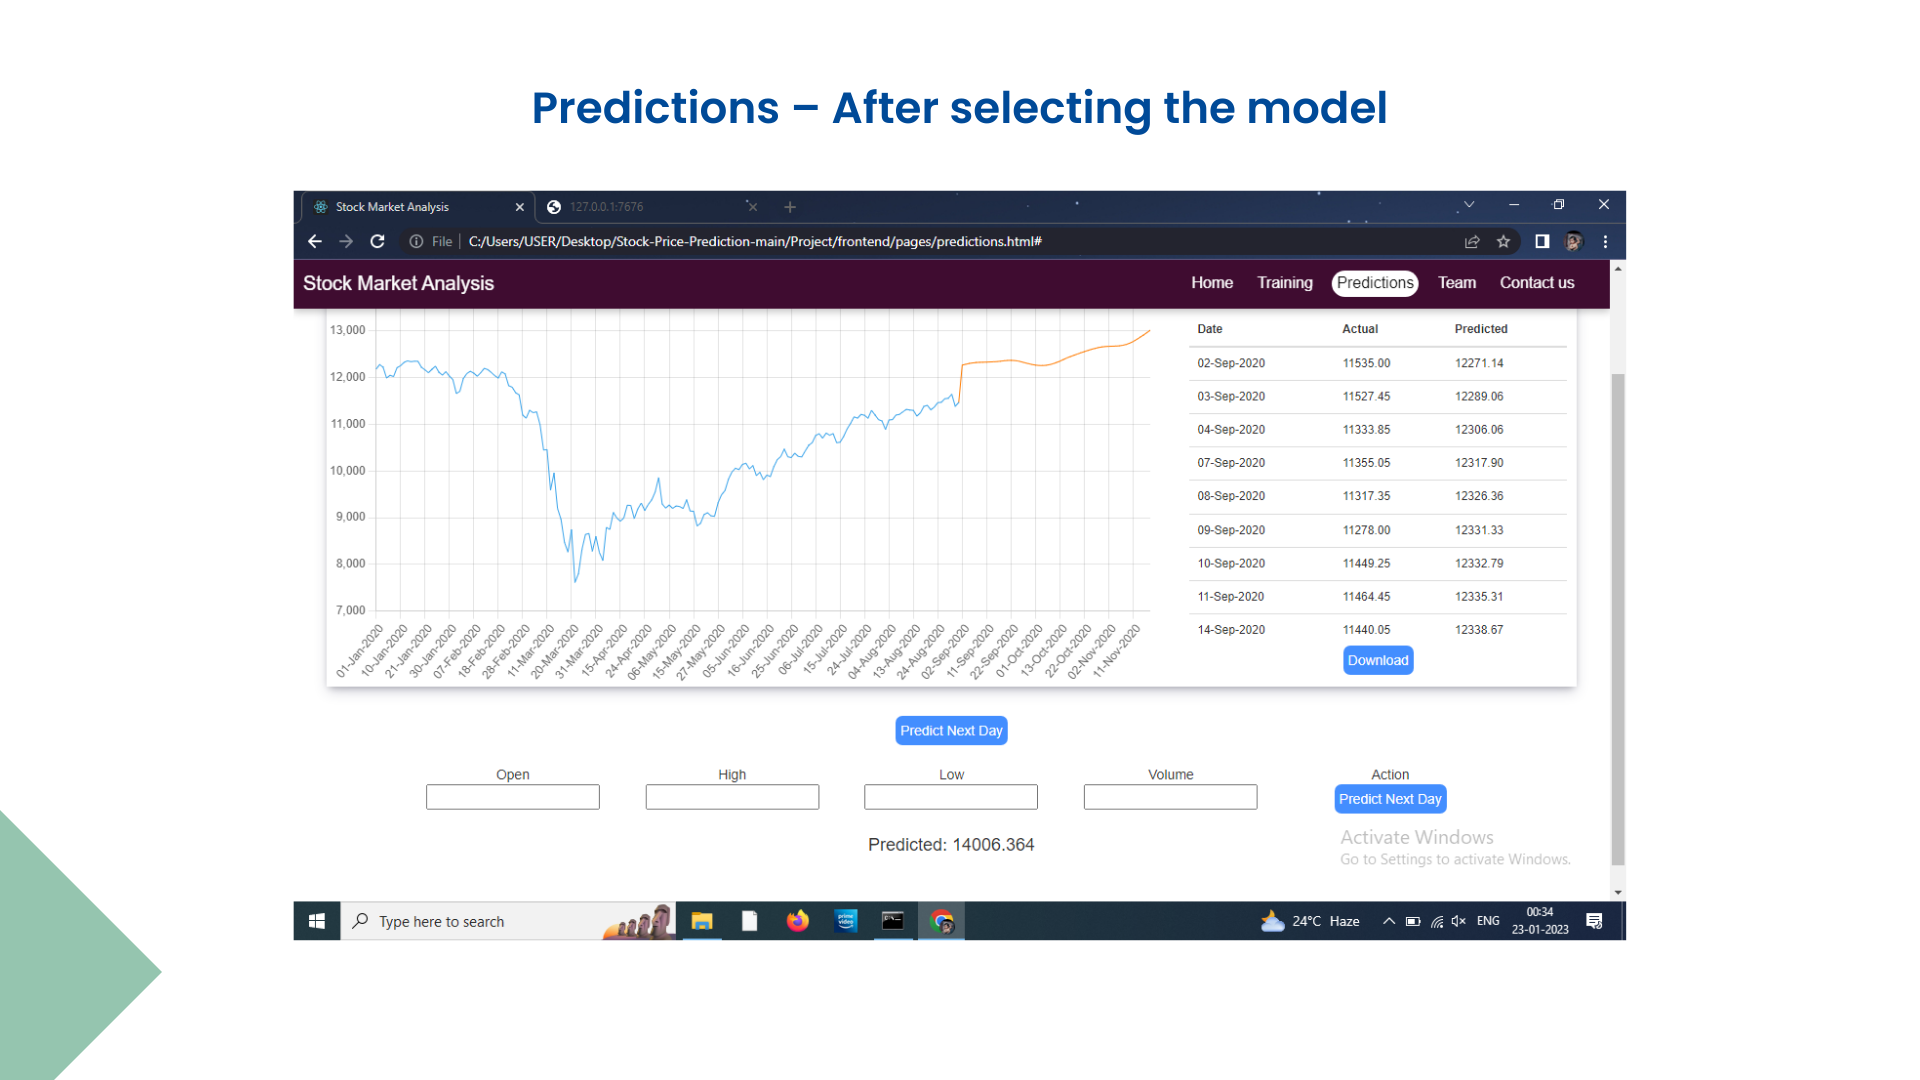 Predictions – After selecting the model
Stock Market Analysis
127.0.0.1:7676
File
C:/Users/USER/Desktop/Stock-Price-Prediction-main/Project/frontend/pages/predictions.html#
Stock Market Analysis
Home Training Predictions Team Contact us
13,000
12,000
11,000
10,000
9,000
8,000
7,000
01-Jan-2020
10-Jan-2020
21-Jan-2020
30-Jan-2020
07-Feb-2020
18-Feb-2020
28-Feb-2020
11-Mar-2020
20-Mar-2020
31-Mar-2020
15-Apr-2020
24-Apr-2020
06-May-2020
15-May-2020
27-May-2020
05-Jun-2020
16-Jun-2020
25-Jun-2020
06-Jul-2020
15-Jul-2020
24-Jul-2020
04-Aug-2020
13-Aug-2020
24-Aug-2020
02-Sep-2020
11-Sep-2020
22-Sep-2020
01-Oct-2020
13-Oct-2020
22-Oct-2020
02-Nov-2020
11-Nov-2020
Date Actual Predicted
02-Sep-2020 11535.00 12271.14
03-Sep-2020 11527.45 12289.06
04-Sep-2020 11333.85 12306.06
07-Sep-2020 11355.05 12317.90
08-Sep-2020 11317.35 12326.36
09-Sep-2020 11278.00 12331.33
10-Sep-2020 11449.25 12332.79
11-Sep-2020 11464.45 12335.31
14-Sep-2020 11440.05 12338.67
Download
Predict Next Day
Open High Low Volume Action
Predict Next Day
Predicted: 14006.364
Activate Windows
Go to Settings to activate Windows.
Type here to search
prime video
24°C Haze
ENG
00:34
23-01-2023